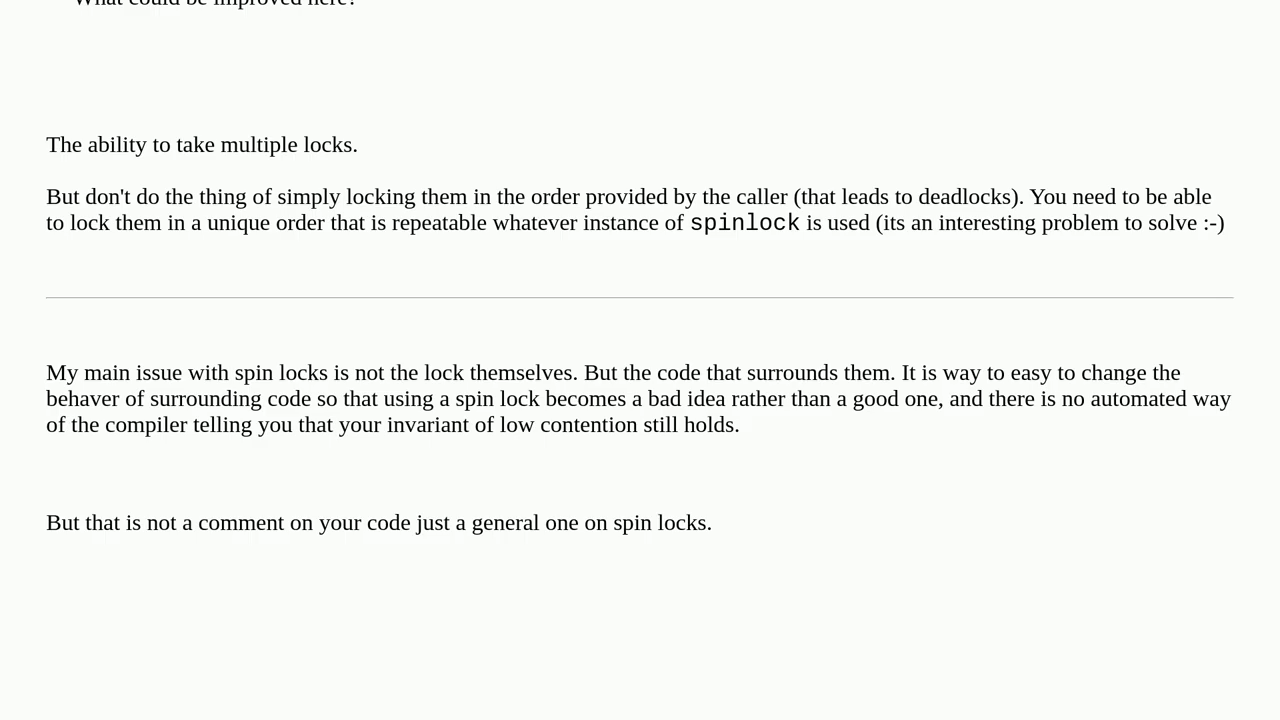 What could be improved here?
The ability to take multiple locks.
But don't do the thing of simply locking them in the order provided by the caller (that leads to deadlocks). You need to be able
to lock them in a unique order that is repeatable whatever instance of spinlock is used (its an interesting problem to solve :-)
My main issue with spin locks is not the lock themselves. But the code that surrounds them. It is way to easy to change the
behaver of surrounding code so that using a spin lock becomes a bad idea rather than a good one, and there is no automated way
of the compiler telling you that your invariant of low contention still holds.
But that is not a comment on your code just a general one on spin locks.